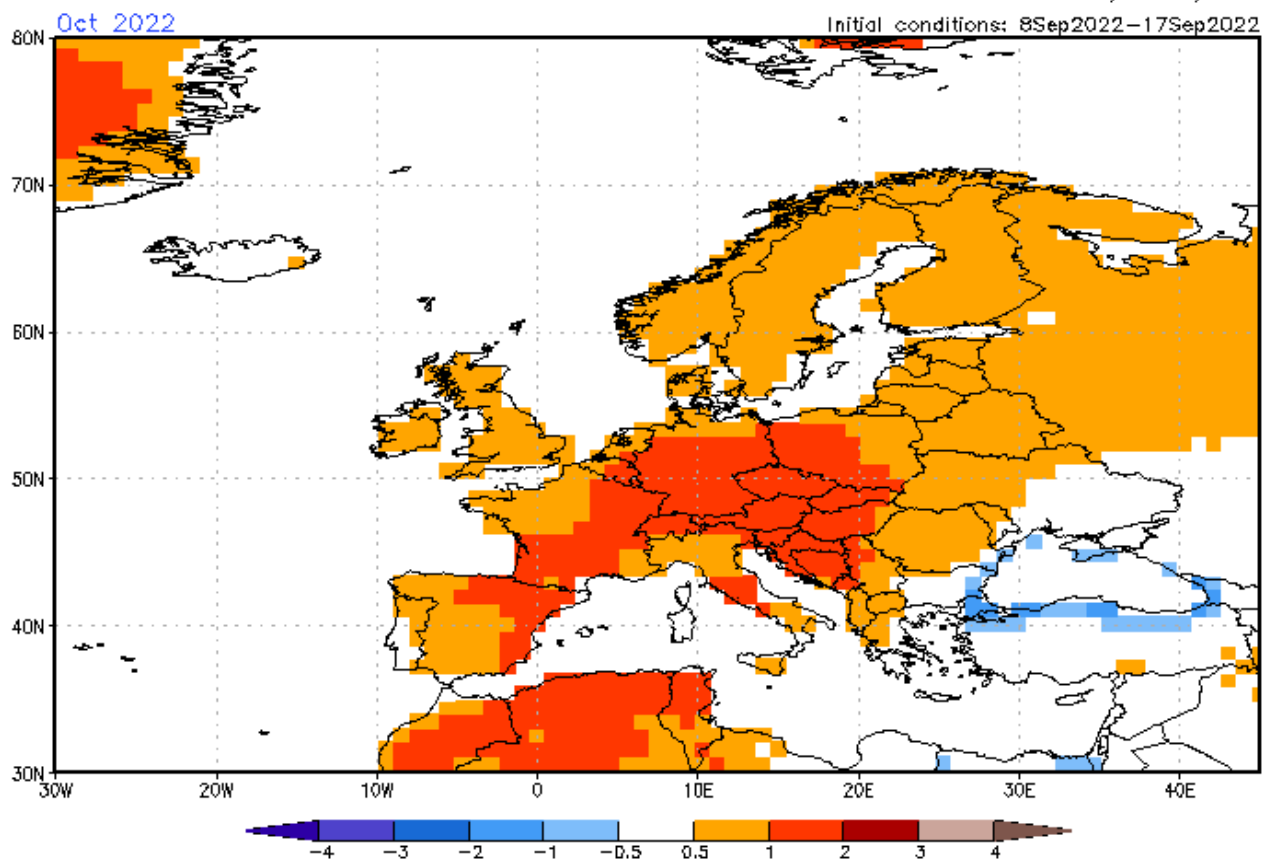 Oct 2022
Initial conditions: 8Sep2022−17Sep2022
80N
70N
60N
50N
40N
30N
30W 20W 10W 0 10E 20E 30E 40E
−4 −3 −2 −1 −0.5 0.5 1 2 3 4